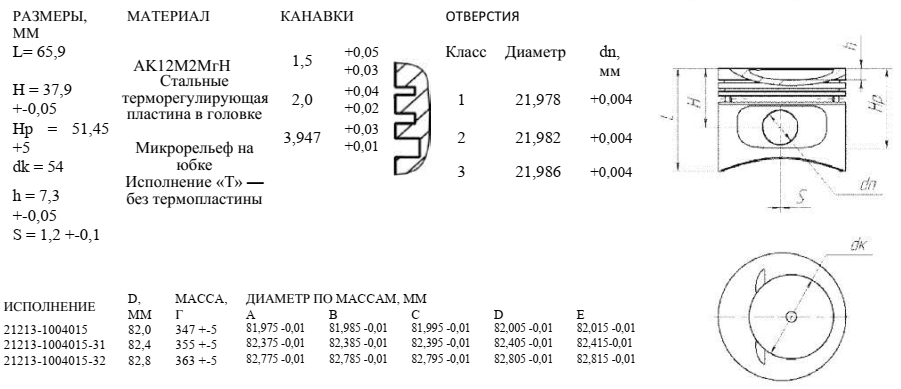 РАЗМЕРЫ, ММ
L= 65,9
H = 37,9
+-0,05
Hp = 51,45
+5
dk = 54
h = 7,3
+-0,05
S = 1,2 +-0,1
МАТЕРИАЛ
АК12М2МгН
Стальные
терморегулирующая
пластина в головке
Микрорельеф на
юбке
Исполнение «Т» —
без термопластины
КАНАВКИ
1,5 +0,05 +0,03
2,0 +0,04 +0,02
3,947 +0,03 +0,01
ОТВЕРСТИЯ
Класс Диаметр dn, мм
1 21,978 +0,004
2 21,982 +0,004
3 21,986 +0,004
h
L
H
Hp
dn
S
dк
ИСПОЛНЕНИЕ D, ММ МАССА, Г ДИАМЕТР ПО МАССАМ, ММ
A B C D E
21213-1004015 82,0 347 +-5 81,975 -0,01 81,985 -0,01 81,995 -0,01 82,005 -0,01 82,015 -0,01
21213-1004015-31 82,4 355 +-5 82,375 -0,01 82,385 -0,01 82,395 -0,01 82,405 -0,01 82,415-0,01
21213-1004015-32 82,8 363 +-5 82,775 -0,01 82,785 -0,01 82,795 -0,01 82,805 -0,01 82,815 -0,01